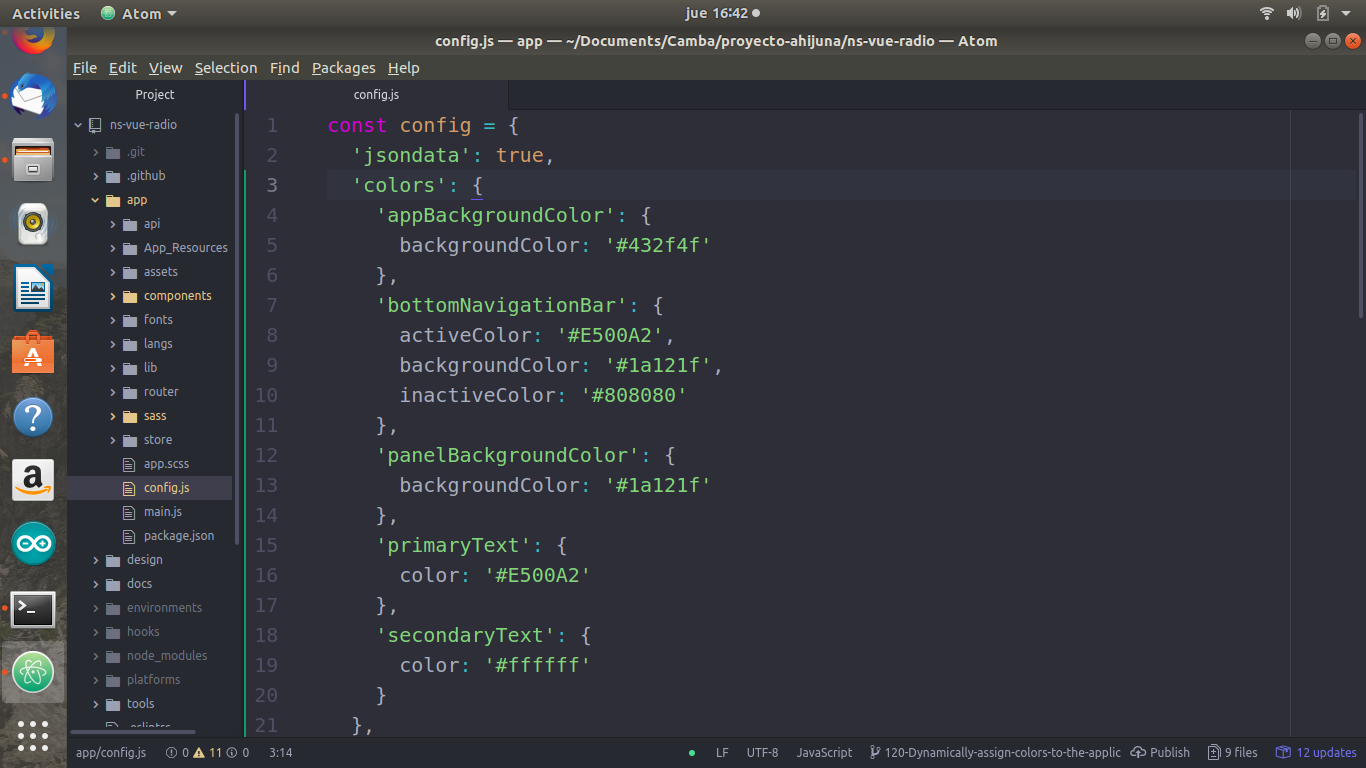 Activities
Atom
jue 16:42
config.js — app — ~/Documents/Camba/proyecto-ahijuna/ns-vue-radio — Atom
File Edit View Selection Find Packages Help
Project
ns-vue-radio
.git
.github
app
api
App_Resources
assets
components
fonts
langs
lib
router
sass
store
app.scss
config.js
main.js
package.json
design
docs
environments
hooks
node_modules
platforms
tools
.eslintrc
config.js
1 const config = {
2 'jsondata': true,
3 'colors': {
4 'appBackgroundColor': {
5 backgroundColor: '#432f4f'
6 },
7 'bottomNavigationBar': {
8 activeColor: '#E500A2',
9 backgroundColor: '#1a121f',
10 inactiveColor: '#808080'
11 },
12 'panelBackgroundColor': {
13 backgroundColor: '#1a121f'
14 },
15 'primaryText': {
16 color: '#E500A2'
17 },
18 'secondaryText': {
19 color: '#ffffff'
20 }
21 },
app/config.js 0 11 0 3:14 LF UTF-8 JavaScript 120-Dynamically-assign-colors-to-the-applic Publish 9 files 12 updates